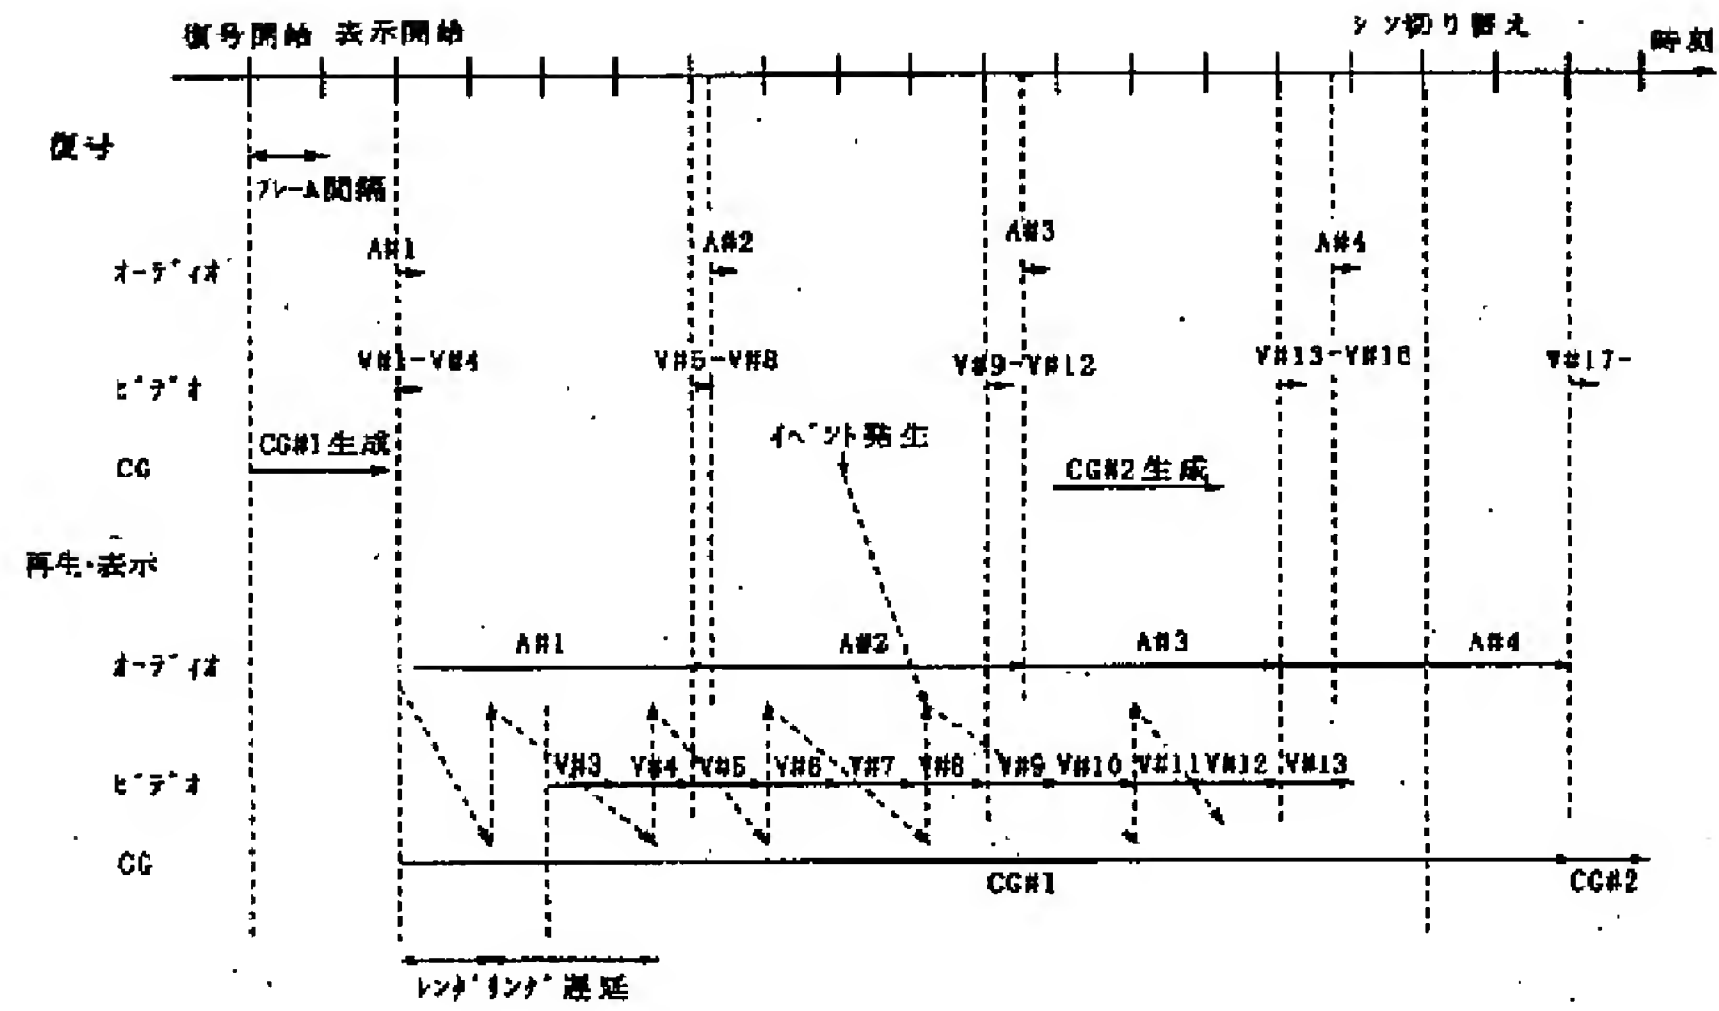 復号開始 表示開始
シン切り替え
時刻
復号
フレーム間隔
オーディオ
A#1
A#2
A#3
A#4
ビデオ
V#1-V#4
V#5-V#8
V#9-V#12
V#13-V#16
V#17-
CG
CG#1生成
イベント発生
CG#2生成
再生・表示
オーディオ
A#1
A#2
A#3
A#4
ビデオ
V#3
V#4
V#5
V#6
V#7
V#8
V#9
V#10
V#11
V#12
V#13
CG
CG#1
CG#2
レンダリング遅延